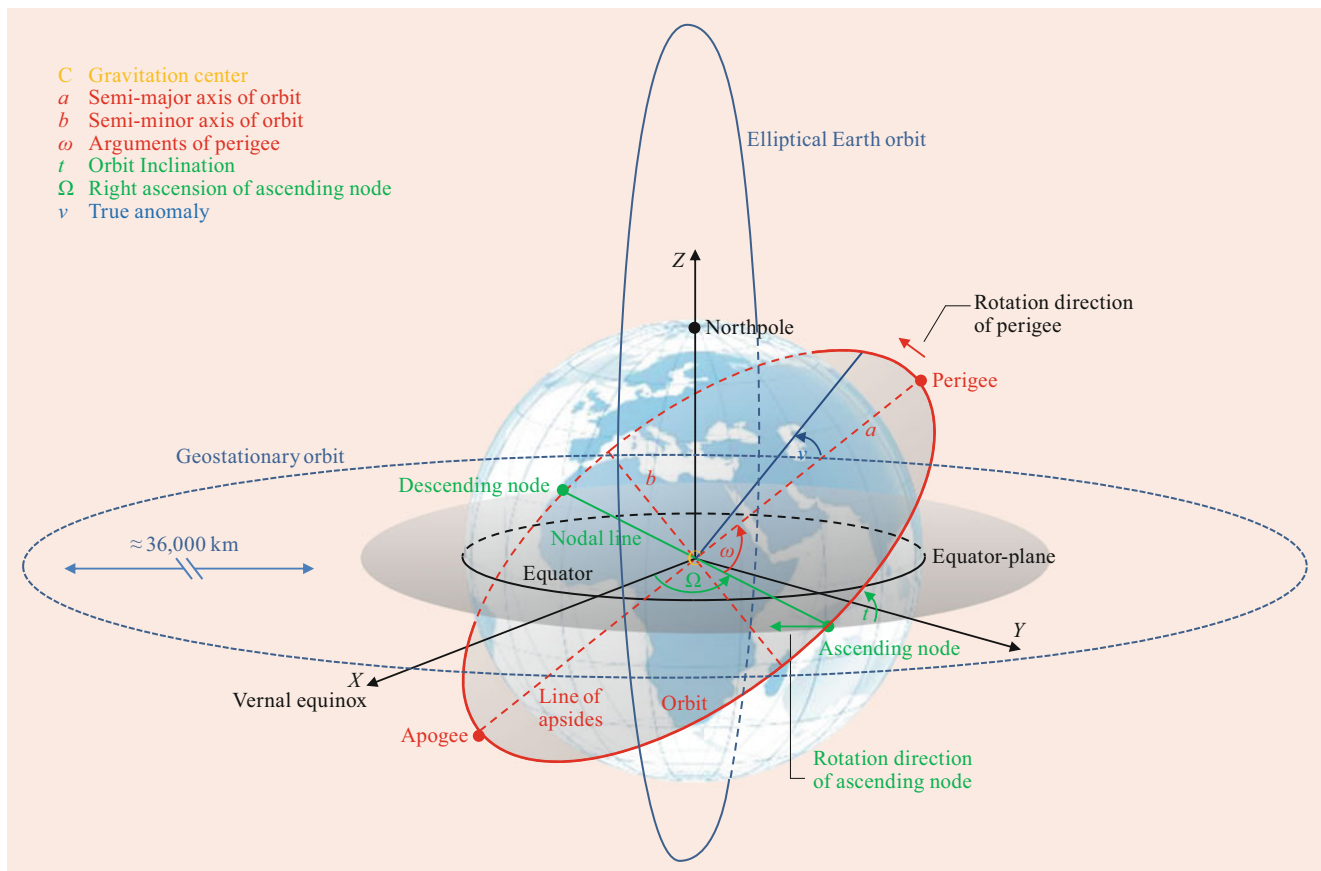 C Gravitation center
a Semi-major axis of orbit
b Semi-minor axis of orbit
ω Arguments of perigee
t Orbit Inclination
Ω Right ascension of ascending node
v True anomaly
Elliptical Earth orbit
Z
Northpole
Rotation direction
of perigee
Perigee
a
v
Geostationary orbit
b
Descending node
≈ 36,000 km
Nodal line
ω
C
Equator-plane
Equator
Ω
t
Y
Ascending node
X
Vernal equinox
Line of
apsides
Orbit
Apogee
Rotation direction
of ascending node